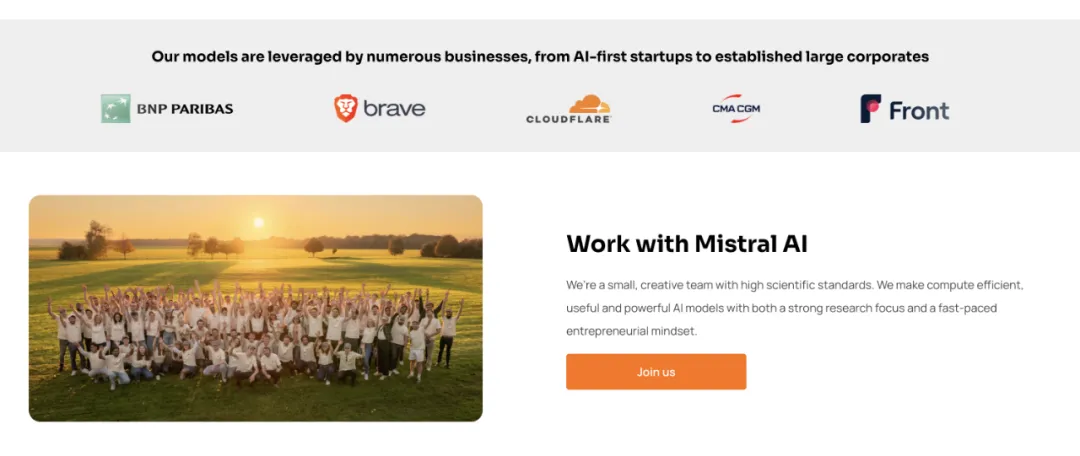 Our models are leveraged by numerous businesses, from AI-first startups to established large corporates
BNP PARIBAS
brave
CLOUDFLARE
CMA CGM
Front
Work with Mistral AI
We're a small, creative team with high scientific standards. We make compute efficient,
useful and powerful AI models with both a strong research focus and a fast-paced
entrepreneurial mindset.
Join us